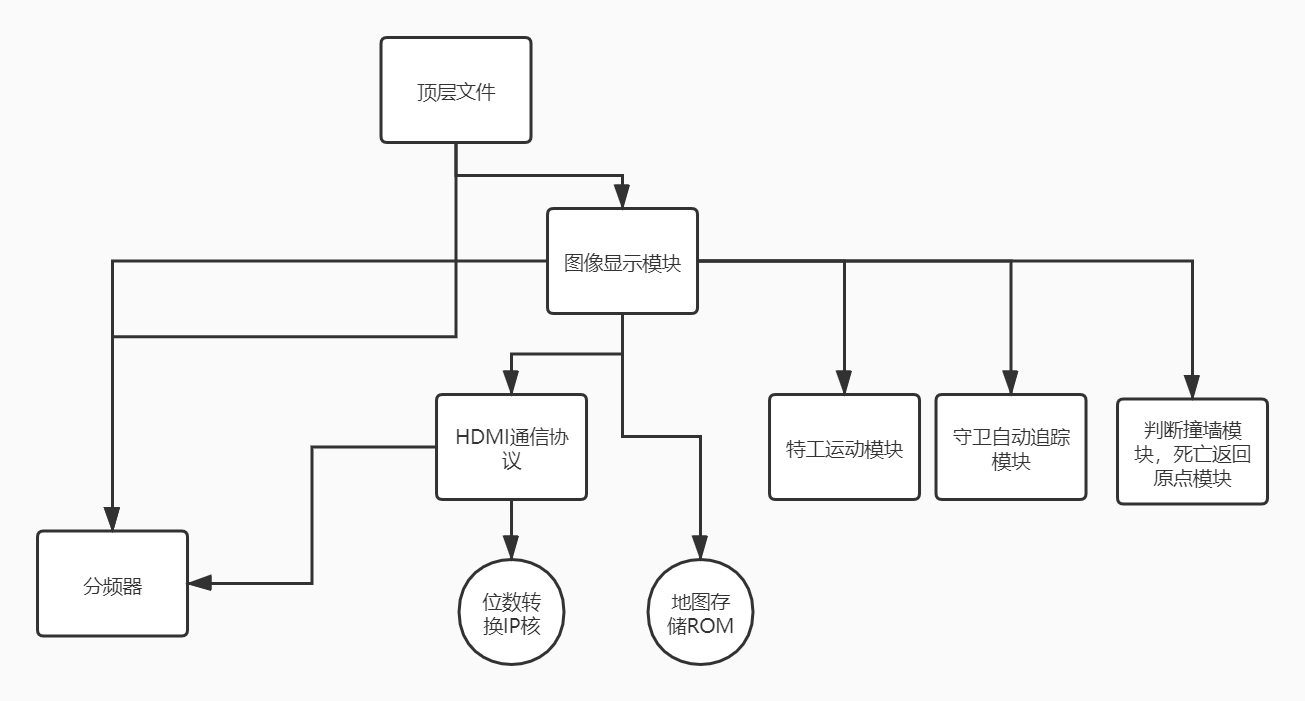 顶层文件
图像显示模块
HDMI通信协
议
特工运动模块
守卫自动追踪
模块
判断撞墙模
块，死亡返回
原点模块
分频器
位数转
换IP核
地图存
储ROM